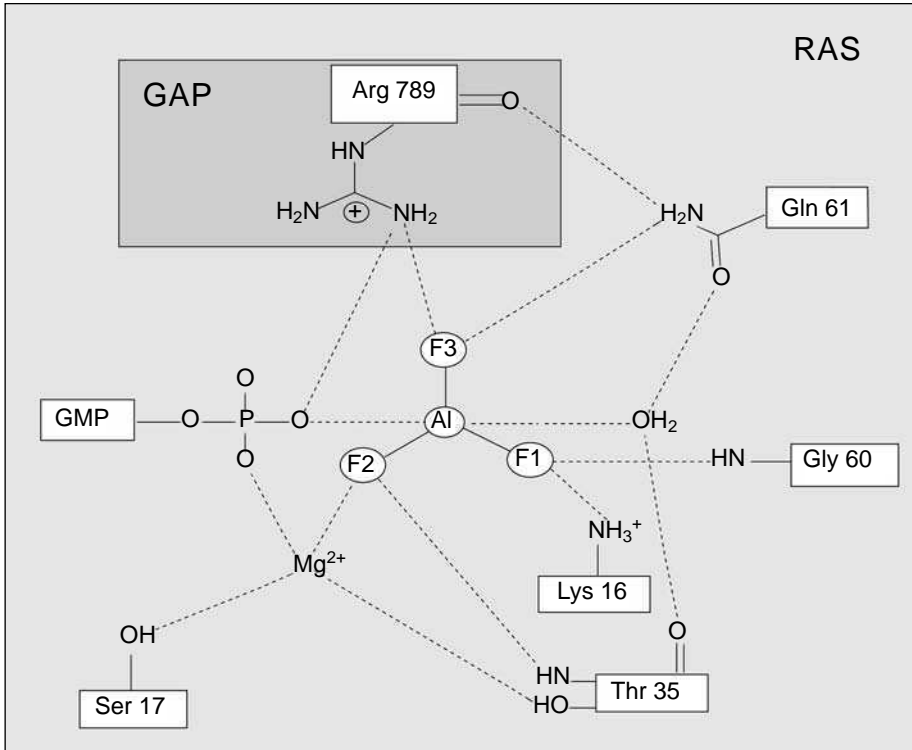 RAS
GAP
Arg 789
O
HN
H₂N
NH₂
+
H₂N
Gln 61
O
F3
O
GMP
O
P
O
Al
OH₂
O
F2
F1
HN
Gly 60
NH₃⁺
Mg²⁺
Lys 16
OH
O
HN
Thr 35
HO
Ser 17